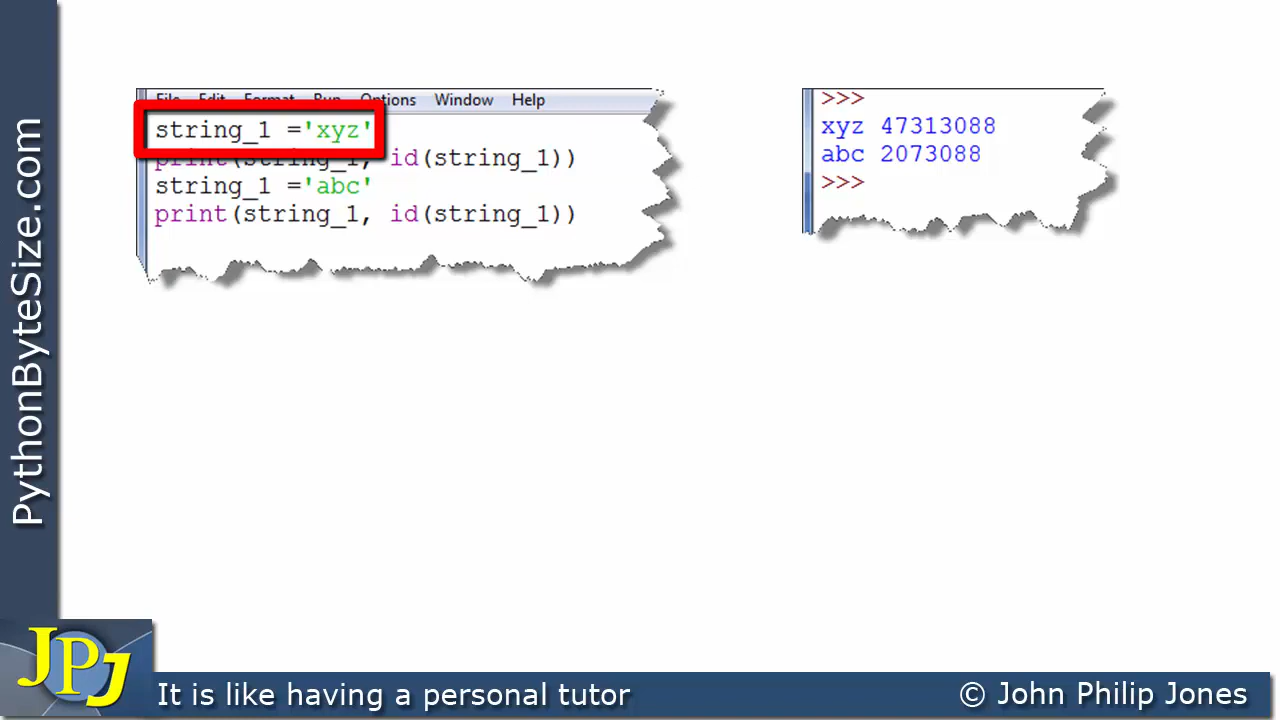 PythonByteSize.com
File Edit Format Run Options Window Help
string_1 ='xyz'
print(string_1, id(string_1))
string_1 ='abc'
print(string_1, id(string_1))
>>>
xyz 47313088
abc 2073088
>>>
JPJ
It is like having a personal tutor
© John Philip Jones